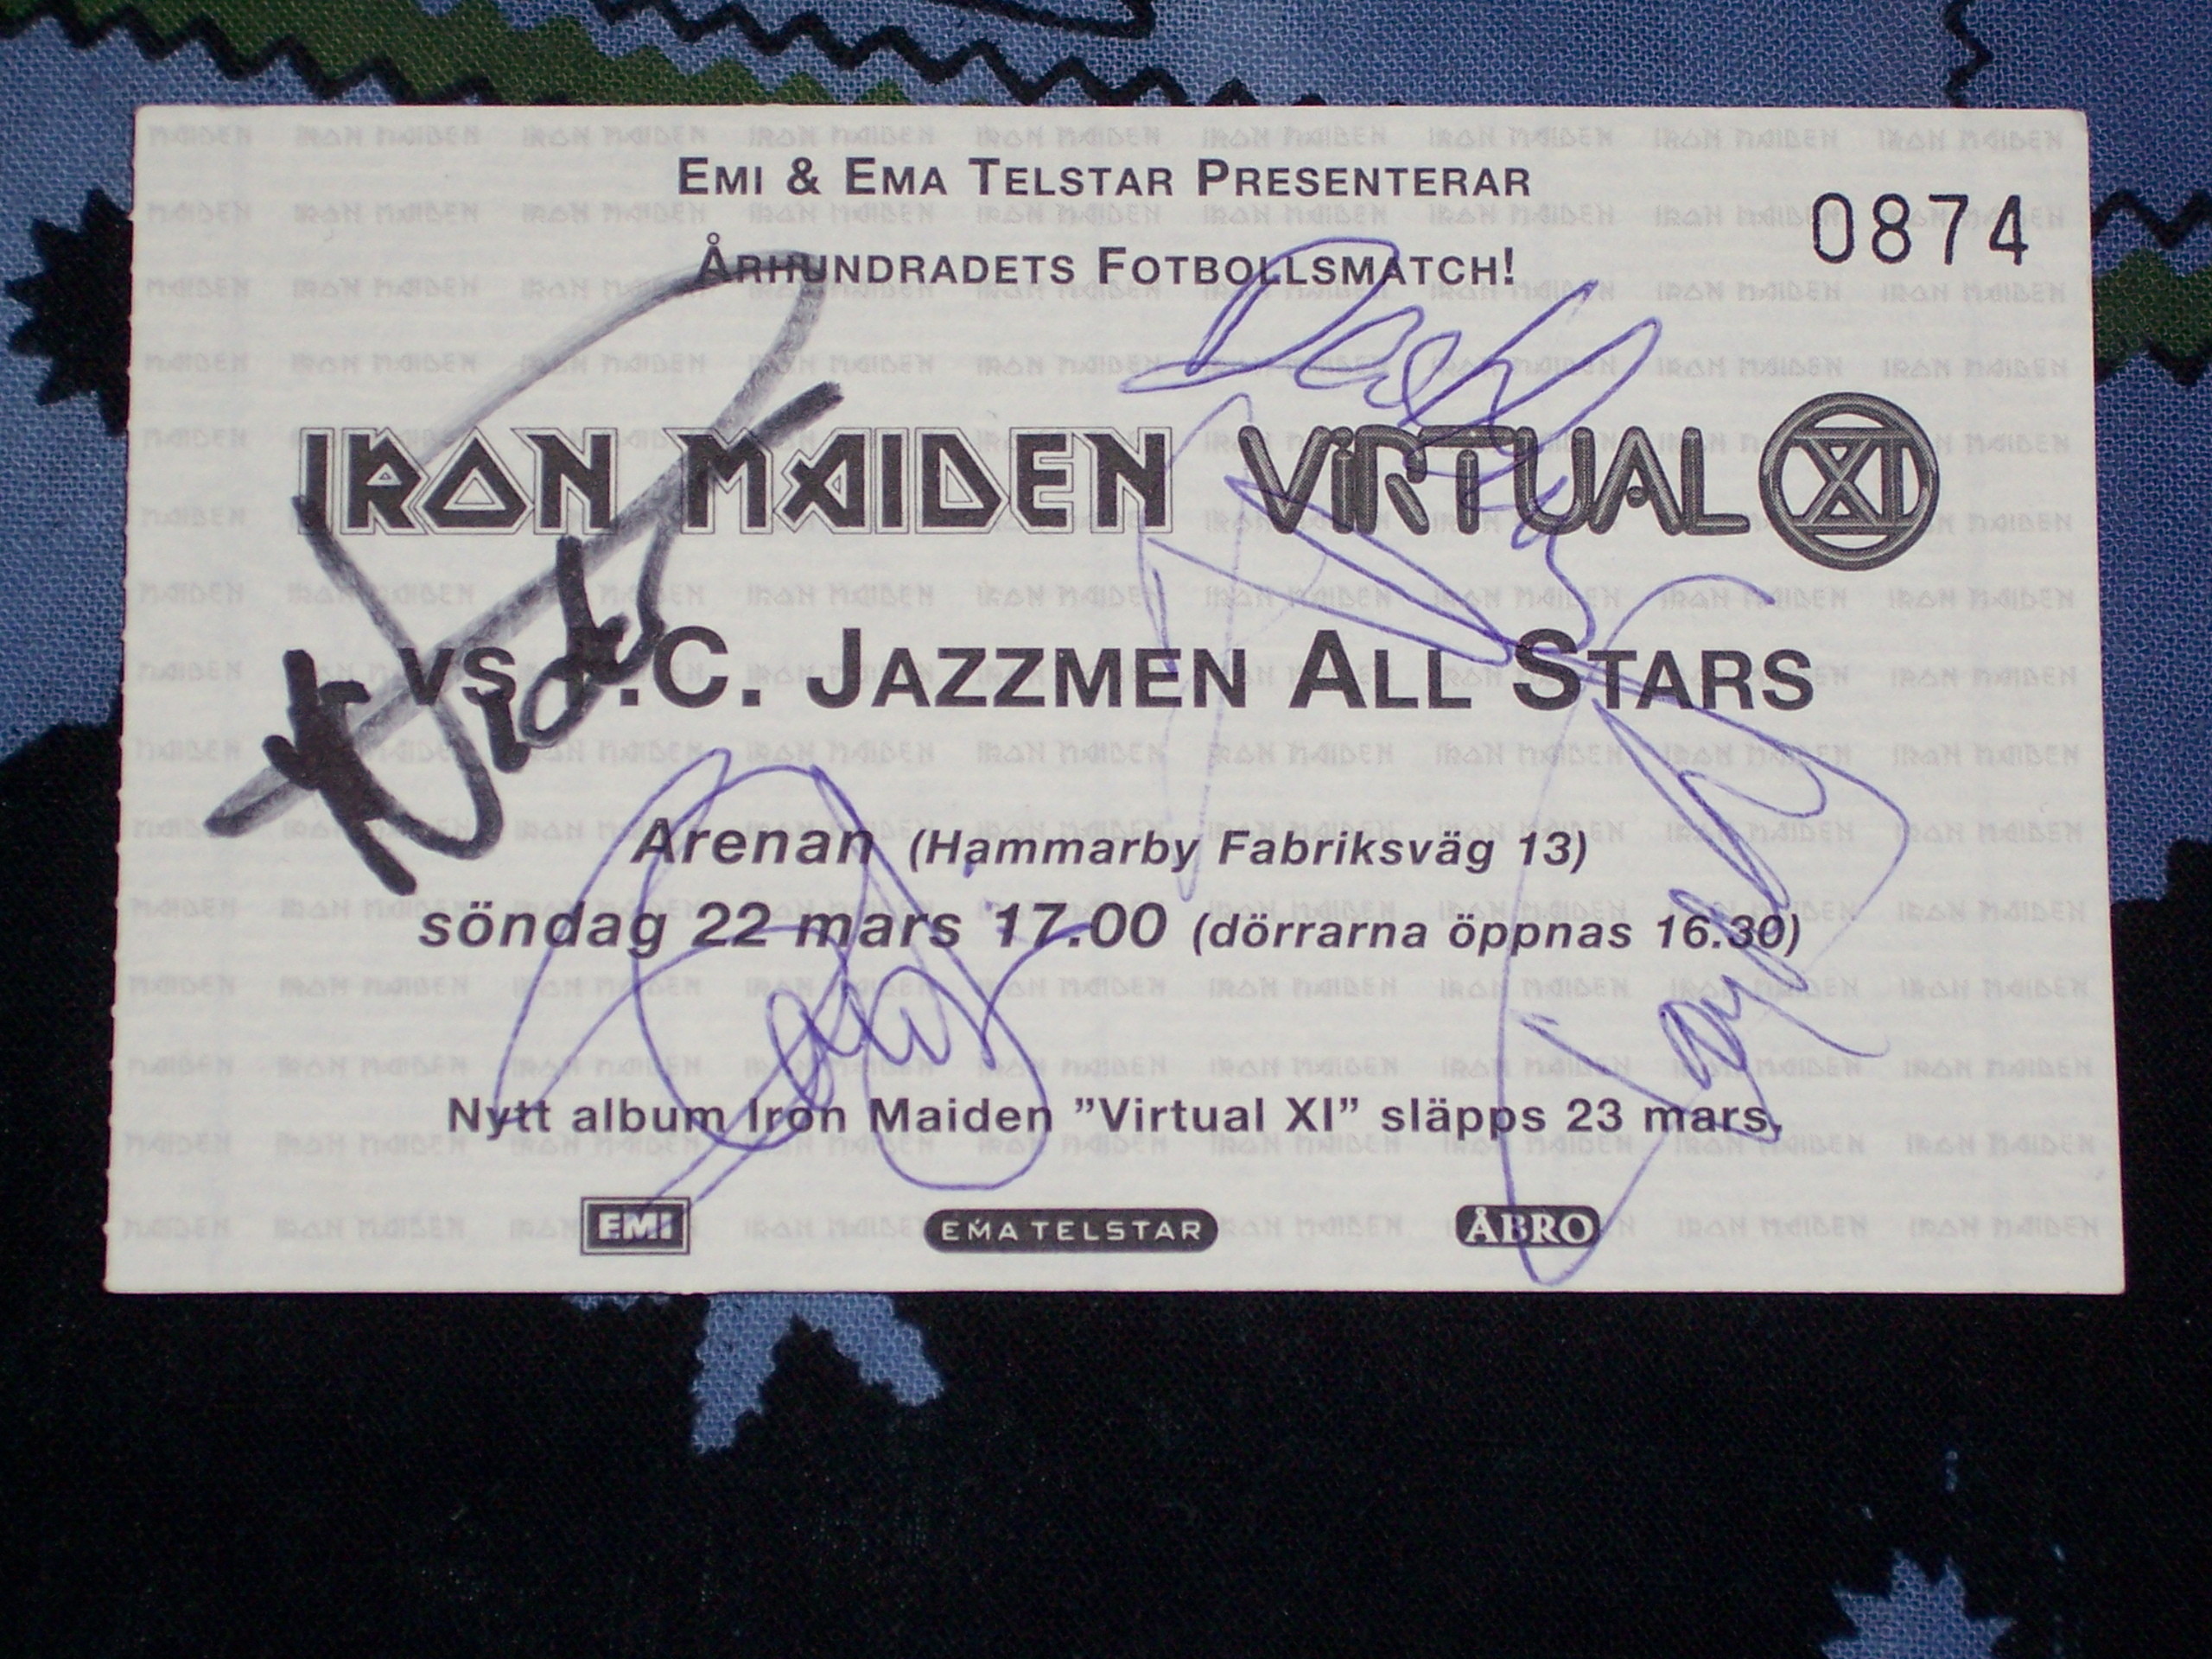 EMI & EMA TELSTAR PRESENTERAR
0874
ÅRHUNDRADETS FOTBOLLSMATCH!
IRON MAIDEN VIRTUAL XI
VS F.C. JAZZMEN ALL STARS
Arenan (Hammarby Fabriksväg 13)
söndag 22 mars 17.00 (dörrarna öppnas 16.30)
Nytt album Iron Maiden ”Virtual XI” släpps 23 mars.
EMI EMA TELSTAR ÅBRO